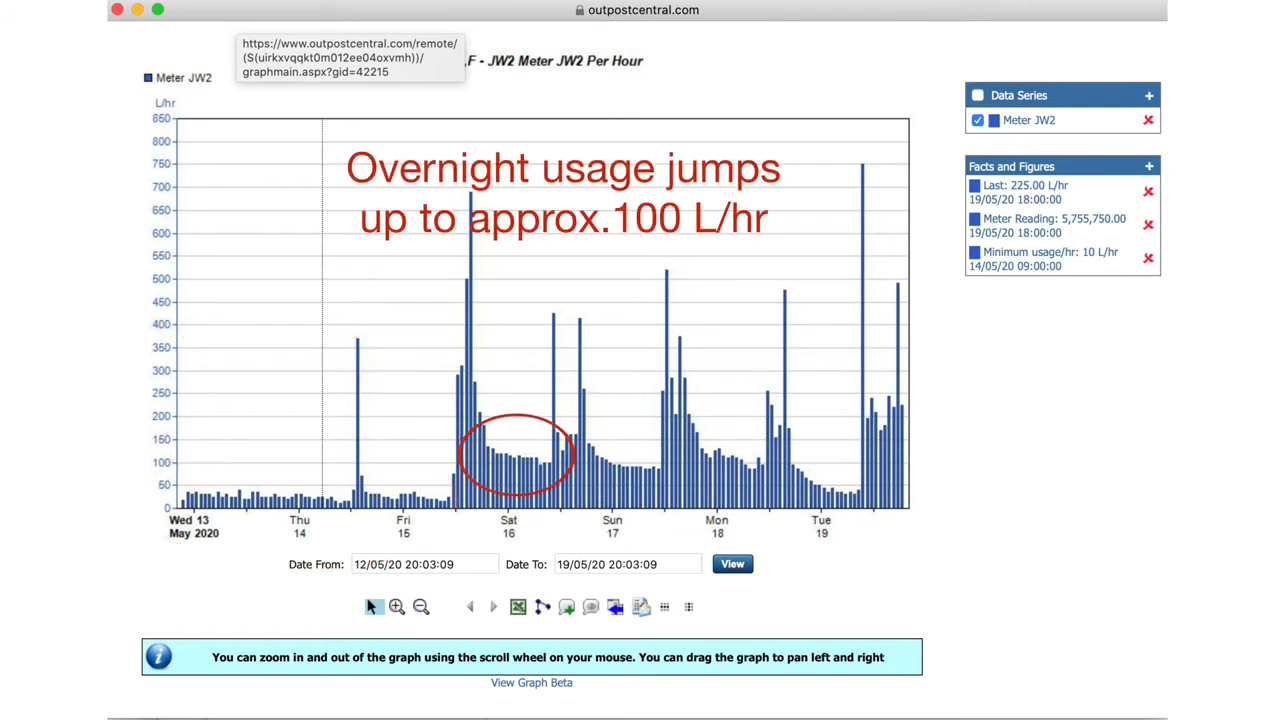 outpostcentral.com
https://www.outpostcentral.com/remote/
(S(uirkxvqqkt0m012ee04oxvmh))/
graphmain.aspx?gid=42215
,F - JW2 Meter JW2 Per Hour
Meter JW2
L/hr
850
800
750
700
650
600
550
500
450
400
350
300
250
200
150
100
50
0
Overnight usage jumps
up to approx.100 L/hr
Wed 13
May 2020
Thu
14
Fri
15
Sat
16
Sun
17
Mon
18
Tue
19
Data Series
Meter JW2
Facts and Figures
Last: 225.00 L/hr
19/05/20 18:00:00
Meter Reading: 5,755,750.00
19/05/20 18:00:00
Minimum usage/hr: 10 L/hr
14/05/20 09:00:00
Date From: 12/05/20 20:03:09 Date To: 19/05/20 20:03:09 View
You can zoom in and out of the graph using the scroll wheel on your mouse. You can drag the graph to pan left and right
View Graph Beta